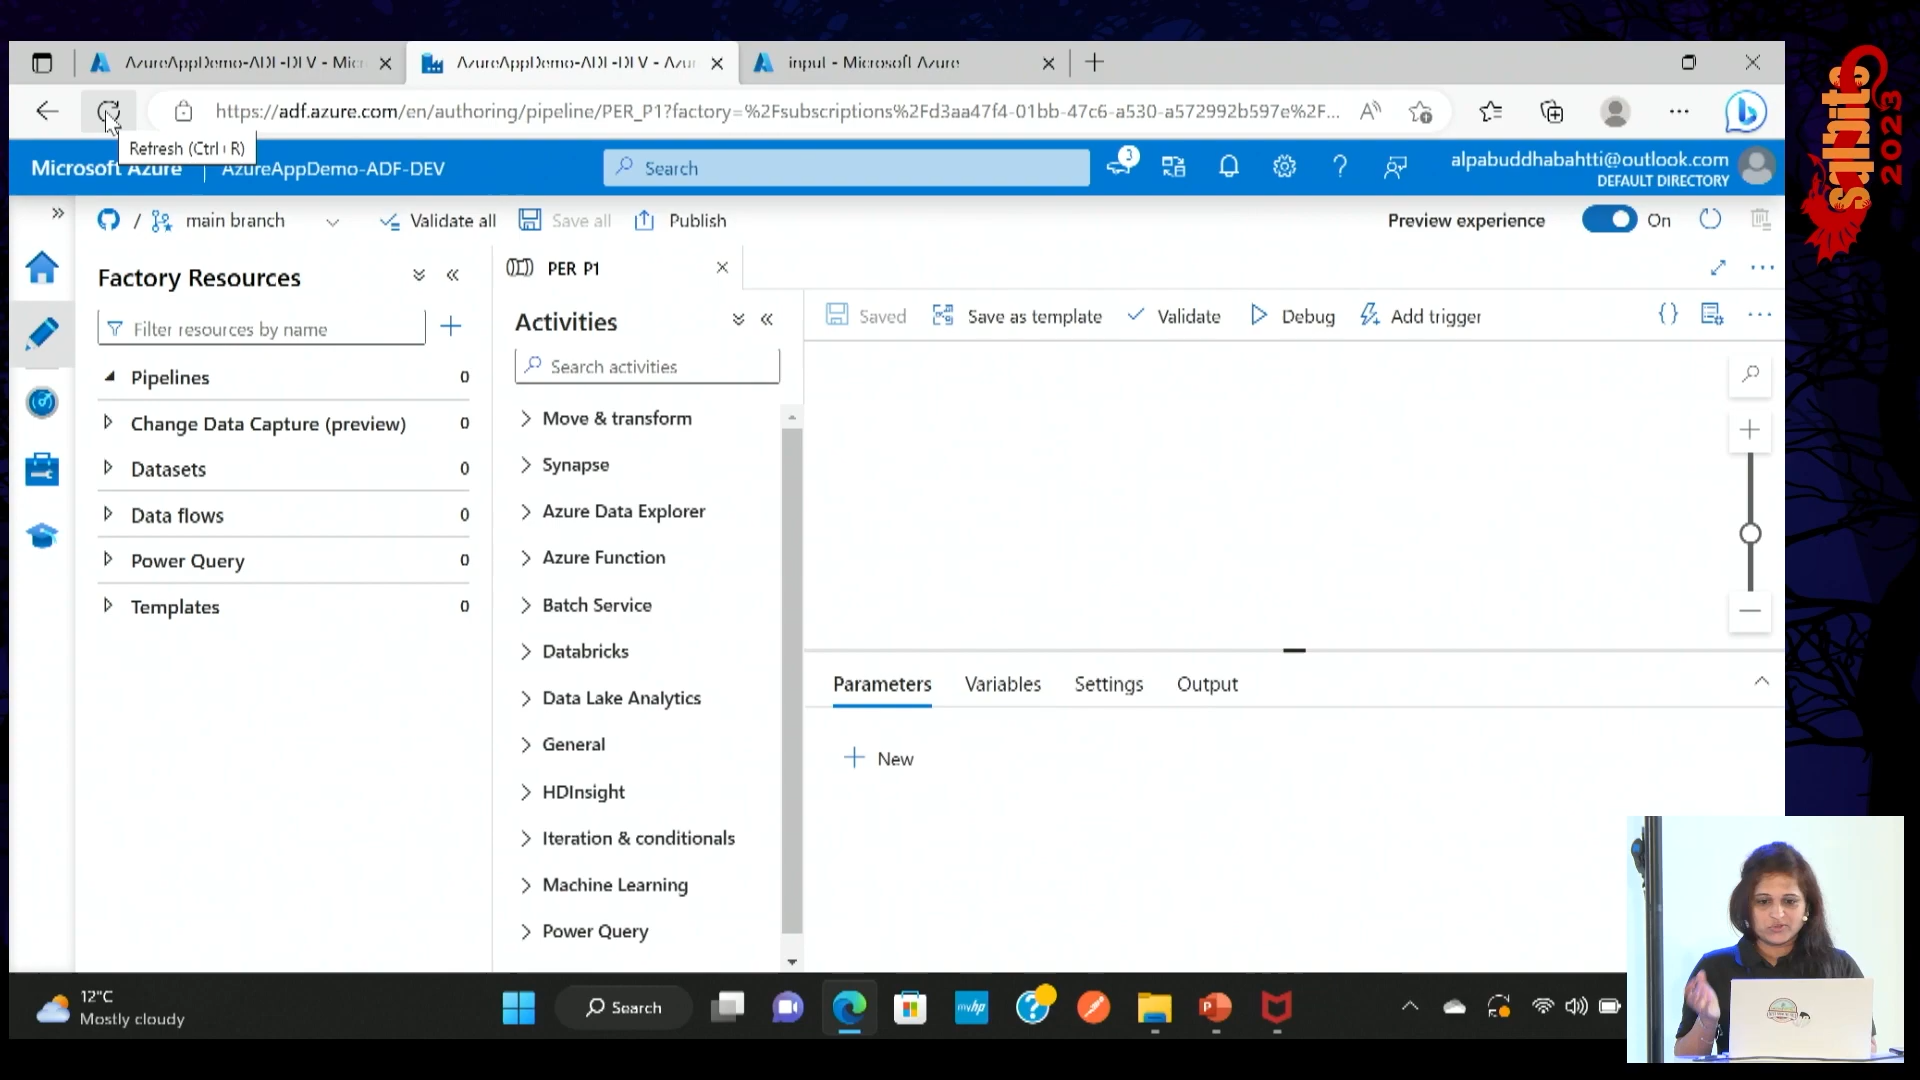 AzureAppDemo-ADF-DEV - Micr
AzureAppDemo-ADF-DEV - Azur
input - Microsoft Azure
https://adf.azure.com/en/authoring/pipeline/PER_P1?factory=%2Fsubscriptions%2Fd3aa47f4-01bb-47c6-a530-a572992b597e%2F...
Refresh (Ctrl+R)
Microsoft Azure
AzureAppDemo-ADF-DEV
Search
3
alpabuddhabahtti@outlook.com
DEFAULT DIRECTORY
/ main branch
Validate all
Save all
Publish
Preview experience
On
Factory Resources
Filter resources by name
Pipelines 0
Change Data Capture (preview) 0
Datasets 0
Data flows 0
Power Query 0
Templates 0
PER P1
Activities
Search activities
Move & transform
Synapse
Azure Data Explorer
Azure Function
Batch Service
Databricks
Data Lake Analytics
General
HDInsight
Iteration & conditionals
Machine Learning
Power Query
Saved
Save as template
Validate
Debug
Add trigger
Parameters
Variables
Settings
Output
New
12°C
Mostly cloudy
Search
myhp
sqlbits
2023